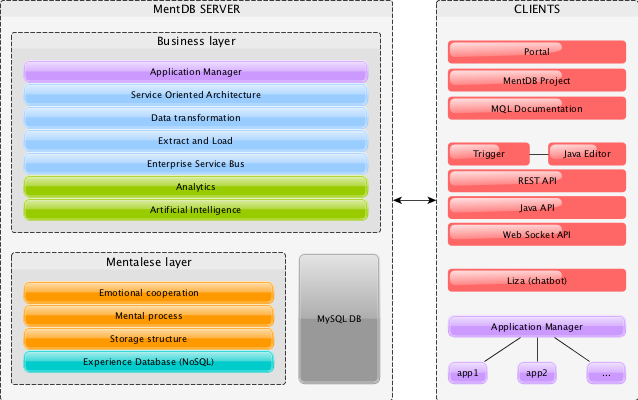 MentDB SERVER
Business layer
Application Manager
Service Oriented Architecture
Data transformation
Extract and Load
Enterprise Service Bus
Analytics
Artificial Intelligence
Mentalese layer
Emotional cooperation
Mental process
Storage structure
Experience Database (NoSQL)
MySQL DB
CLIENTS
Portal
MentDB Project
MQL Documentation
Trigger
Java Editor
REST API
Java API
Web Socket API
Liza (chatbot)
Application Manager
app1
app2
...